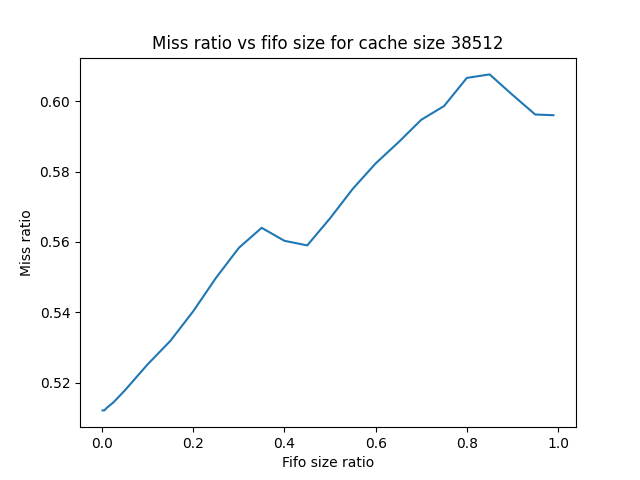 Miss ratio vs fifo size for cache size 38512
0.60
0.58
0.56
0.54
0.52
Miss ratio
0.0 0.2 0.4 0.6 0.8 1.0
Fifo size ratio